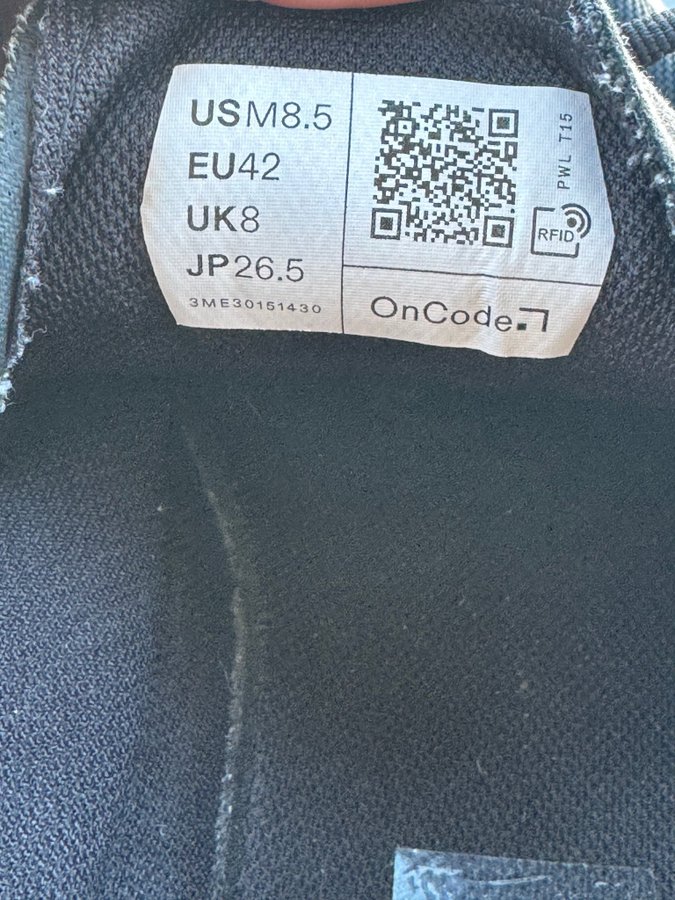 USM8.5
EU42
UK8
JP26.5
3ME30151430
PWL T15
RFID
OnCode